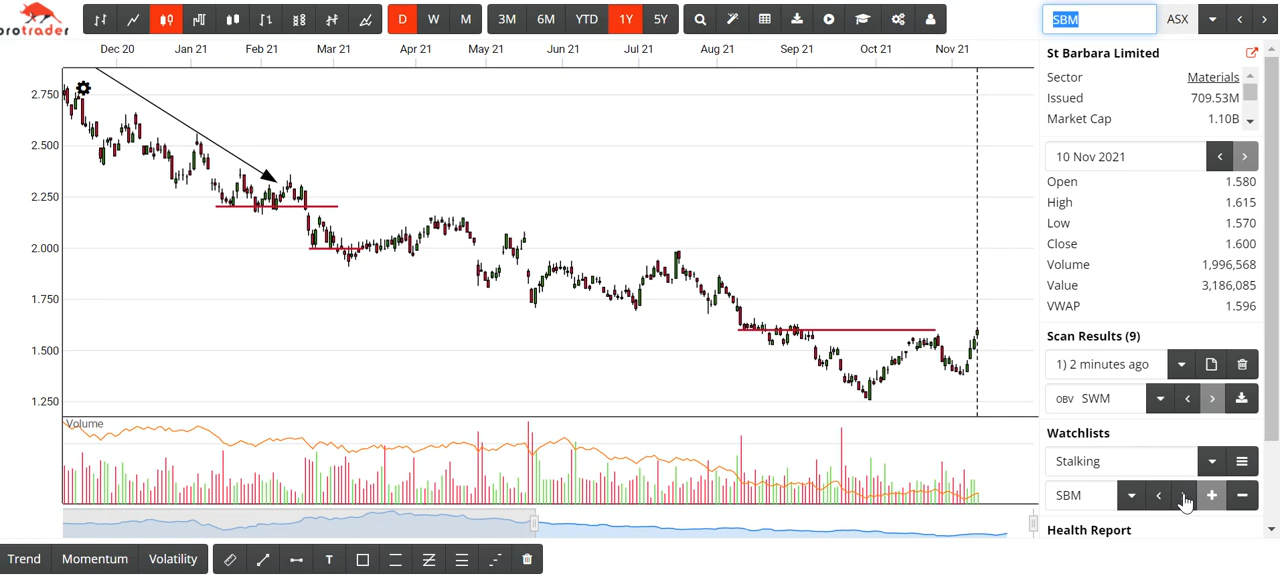 protrader
D W M 3M 6M YTD 1Y 5Y
SBM ASX
Dec 20 Jan 21 Feb 21 Mar 21 Apr 21 May 21 Jun 21 Jul 21 Aug 21 Sep 21 Oct 21 Nov 21
2.750
2.500
2.250
2.000
1.750
1.500
1.250
Volume
Trend Momentum Volatility T
St Barbara Limited
Sector Materials
Issued 709.53M
Market Cap 1.10B
10 Nov 2021
Open 1.580
High 1.615
Low 1.570
Close 1.600
Volume 1,996,568
Value 3,186,085
VWAP 1.596
Scan Results (9)
1) 2 minutes ago
OBV SWM
Watchlists
Stalking
SBM
Health Report